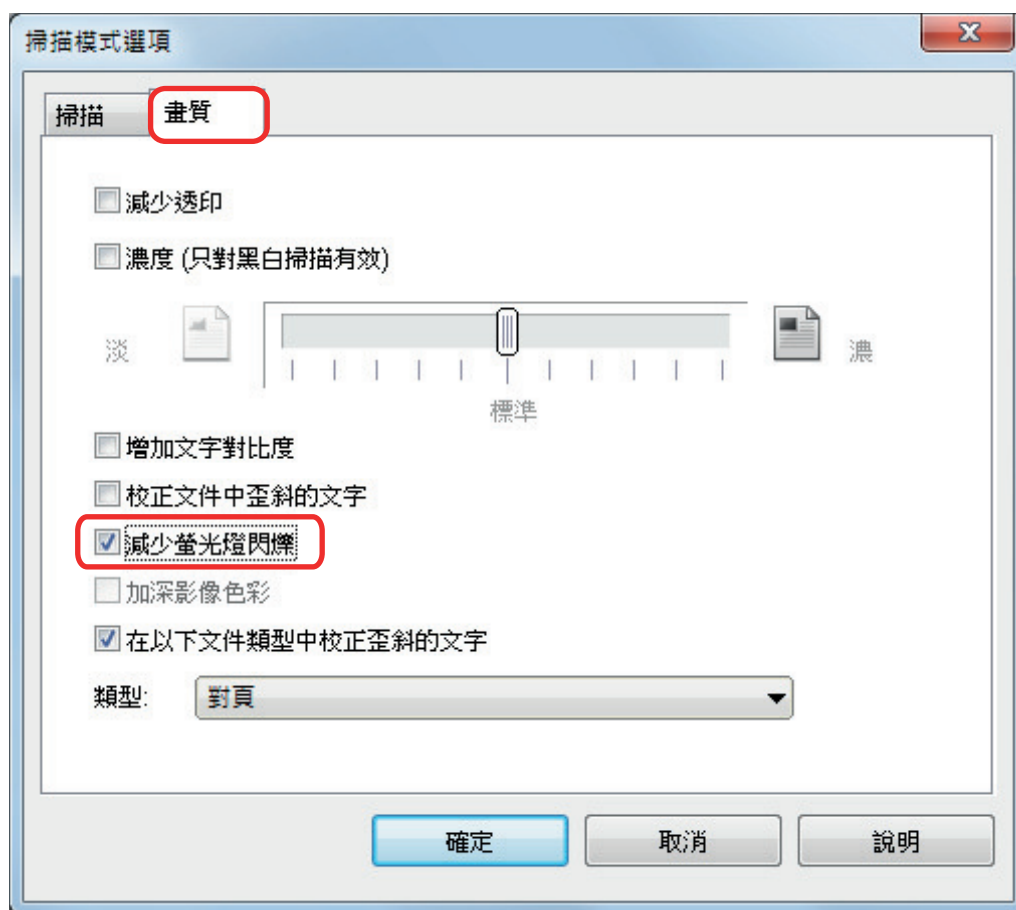 掃描模式選項
掃描 畫質
減少透印
濃度 (只對黑白掃描有效)
淡 濃
標準
增加文字對比度
校正文件中歪斜的文字
減少螢光燈閃爍
加深影像色彩
在以下文件類型中校正歪斜的文字
類型: 對頁
確定 取消 說明